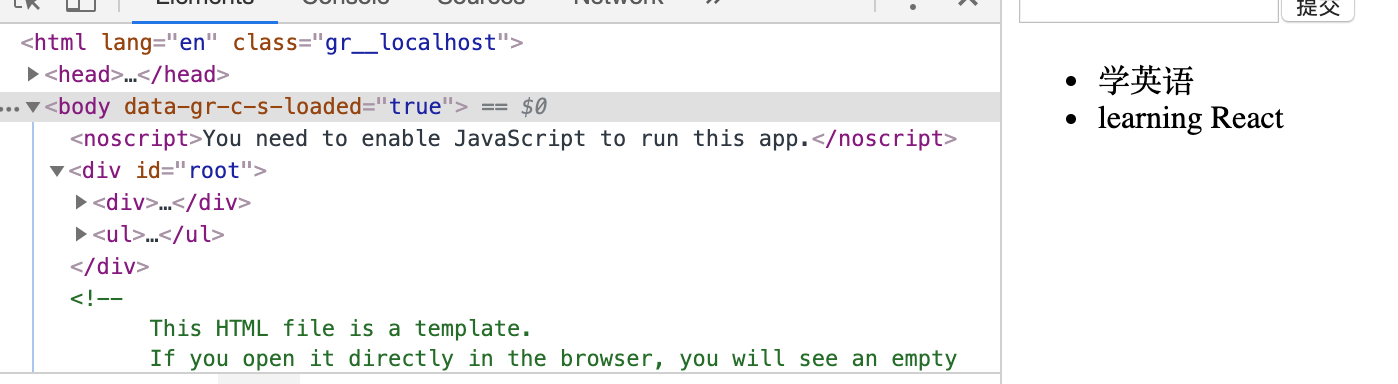 Elements Console Sources Network »
<html lang="en" class="gr__localhost">
<head>…</head>
<body data-gr-c-s-loaded="true"> == $0
<noscript>You need to enable JavaScript to run this app.</noscript>
<div id="root">
<div>…</div>
<ul>…</ul>
</div>
<!--
This HTML file is a template.
If you open it directly in the browser, you will see an empty
提交
学英语
learning React